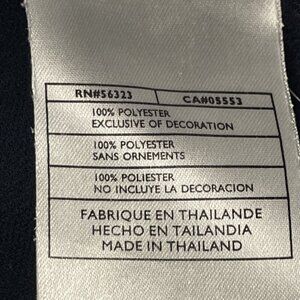 RN#56323 CA#05553
100% POLYESTER
EXCLUSIVE OF DECORATION
100% POLYESTER
SANS ORNEMENTS
100% POLIESTER
NO INCLUYE LA DECORACION
FABRIQUE EN THAILANDE
HECHO EN TAILANDIA
MADE IN THAILAND